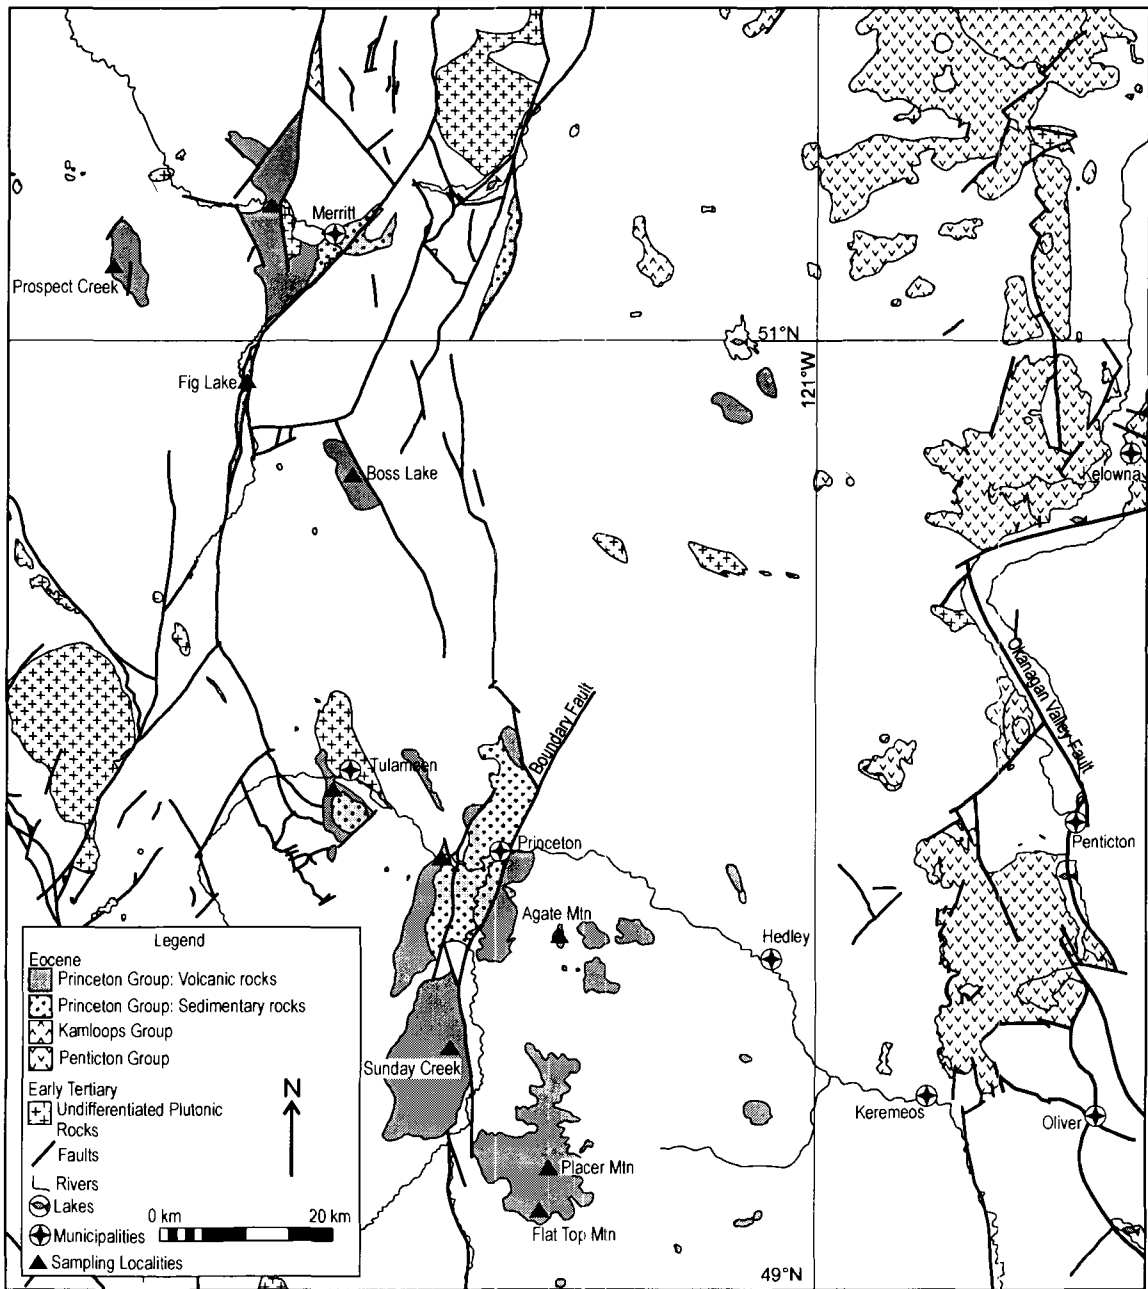 Merritt
Prospect Creek
51°N
121°W
Fig Lake
Boss Lake
Kelowna
Okanagan Valley Fault
Boundary Fault
Tulameen
Princeton
Penticton
Agate Mtn
Hedley
Sunday Creek
Keremeos
Oliver
Placer Mtn
Flat Top Mtn
49°N
Legend
Eocene
Princeton Group: Volcanic rocks
Princeton Group: Sedimentary rocks
Kamloops Group
Penticton Group
Early Tertiary
Undifferentiated Plutonic
Rocks
Faults
Rivers
Lakes
Municipalities
Sampling Localities
N
0 km
20 km